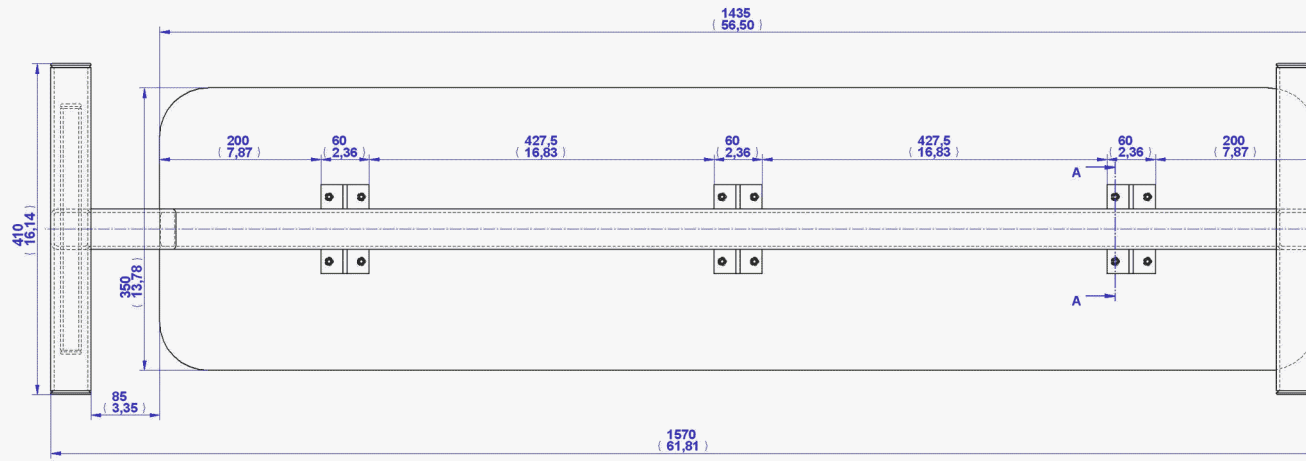 1435
( 56,50)
200
( 7,87 )
60
( 2,36)
427,5
( 16,83 )
60
( 2,36)
427,5
( 16,83 )
60
( 2,36)
200
( 7,87 )
A
410
( 16,14 )
350
( 13,78 )
A
85
( 3,35 )
1570
( 61,81 )